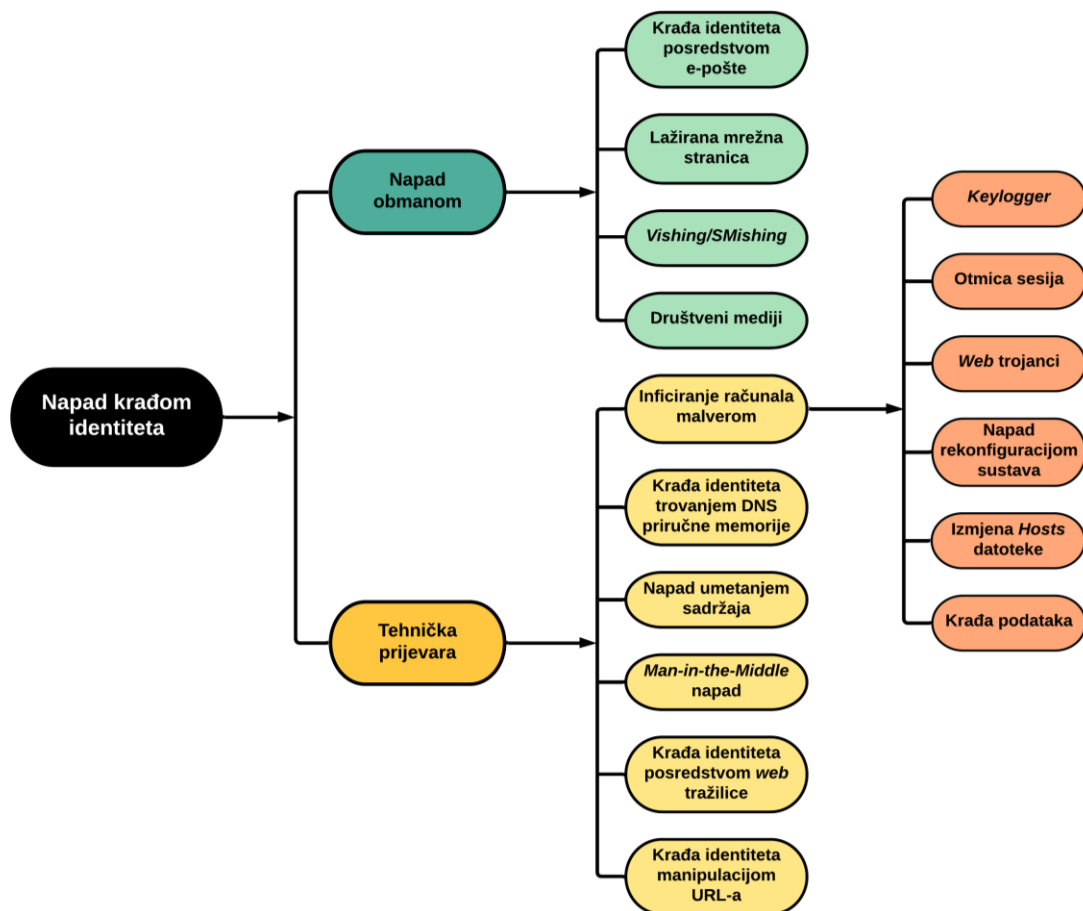 Napad krađom
identiteta
Napad
obmanom
Krađa identiteta
posredstvom
e-pošte
Lažirana mrežna
stranica
Vishing/SMishing
Društveni mediji
Tehnička
prijevara
Inficiranje računala
malverom
Krađa identiteta
trovanjem DNS
priručne memorije
Napad umetanjem
sadržaja
Man-in-the-Middle
napad
Krađa identiteta
posredstvom web
tražilice
Krađa identiteta
manipulacijom
URL-a
Keylogger
Otmica sesija
Web trojanci
Napad
rekonfiguracijom
sustava
Izmjena Hosts
datoteke
Krađa podataka